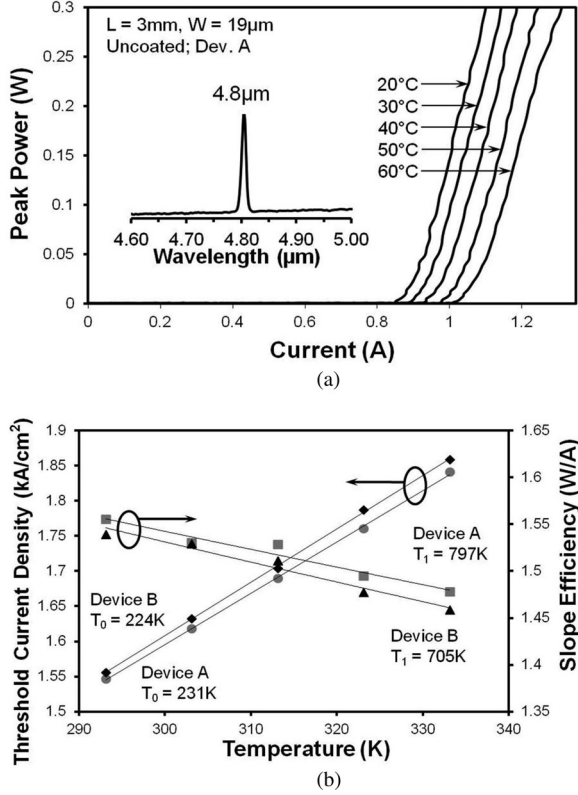 L = 3mm, W = 19μm
Uncoated; Dev. A
4.8μm
4.60 4.70 4.80 4.90 5.00
Wavelength (μm)
20°C
30°C
40°C
50°C
60°C
0.3
0.25
0.2
0.15
0.1
0.05
0
Peak Power (W)
0 0.2 0.4 0.6 0.8 1 1.2
Current (A)
(a)
Threshold Current Density (kA/cm²)
1.9
1.85
1.8
1.75
1.7
1.65
1.6
1.55
1.5
Device B
T₀ = 224K
Device A
T₀ = 231K
Device A
T₁ = 797K
Device B
T₁ = 705K
1.65
1.6
1.55
1.5
1.45
1.4
1.35
Slope Efficiency (W/A)
290 300 310 320 330 340
Temperature (K)
(b)